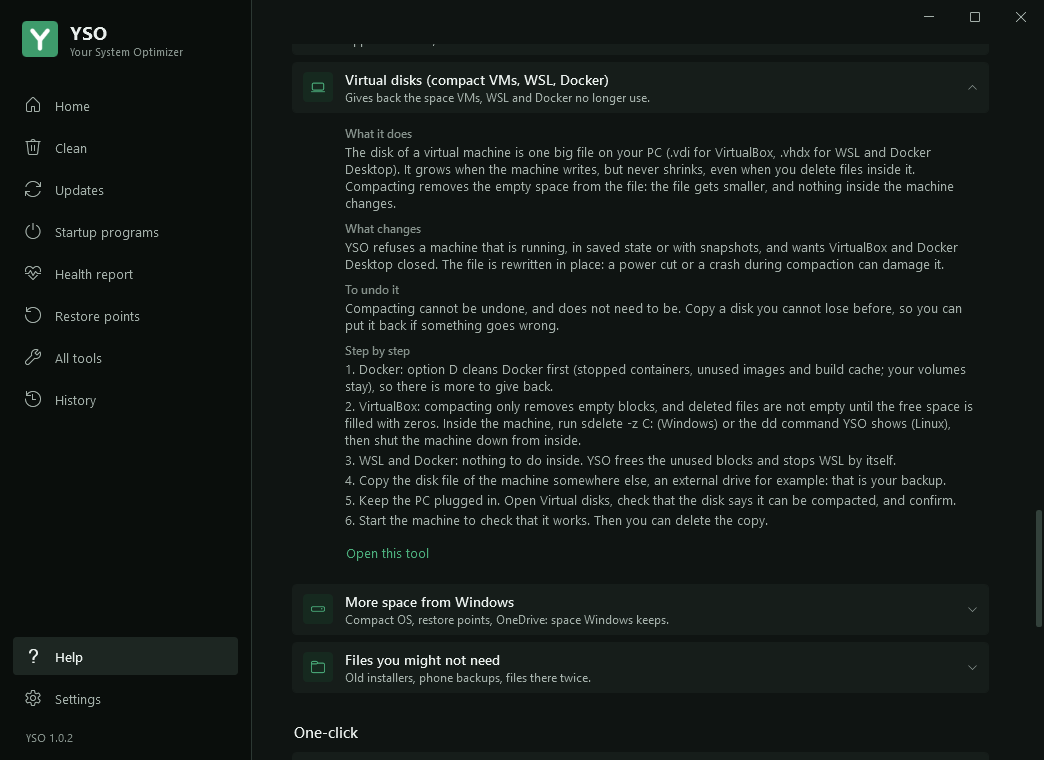 YSO
Your System Optimizer
Home
Clean
Updates
Startup programs
Health report
Restore points
All tools
History
Help
Settings
YSO 1.0.2
Virtual disks (compact VMs, WSL, Docker)
Gives back the space VMs, WSL and Docker no longer use.
What it does
The disk of a virtual machine is one big file on your PC (.vdi for VirtualBox, .vhdx for WSL and Docker
Desktop). It grows when the machine writes, but never shrinks, even when you delete files inside it.
Compacting removes the empty space from the file: the file gets smaller, and nothing inside the machine
changes.
What changes
YSO refuses a machine that is running, in saved state or with snapshots, and wants VirtualBox and Docker
Desktop closed. The file is rewritten in place: a power cut or a crash during compaction can damage it.
To undo it
Compacting cannot be undone, and does not need to be. Copy a disk you cannot lose before, so you can
put it back if something goes wrong.
Step by step
1. Docker: option D cleans Docker first (stopped containers, unused images and build cache; your volumes
stay), so there is more to give back.
2. VirtualBox: compacting only removes empty blocks, and deleted files are not empty until the free space is
filled with zeros. Inside the machine, run sdelete -z C: (Windows) or the dd command YSO shows (Linux),
then shut the machine down from inside.
3. WSL and Docker: nothing to do inside. YSO frees the unused blocks and stops WSL by itself.
4. Copy the disk file of the machine somewhere else, an external drive for example: that is your backup.
5. Keep the PC plugged in. Open Virtual disks, check that the disk says it can be compacted, and confirm.
6. Start the machine to check that it works. Then you can delete the copy.
Open this tool
More space from Windows
Compact OS, restore points, OneDrive: space Windows keeps.
Files you might not need
Old installers, phone backups, files there twice.
One-click